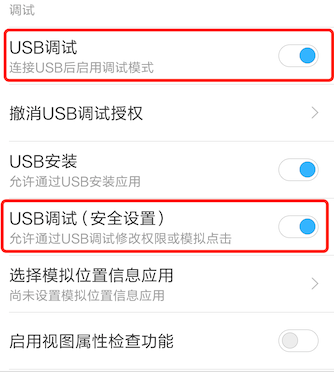 调试
USB调试
连接USB后启用调试模式
撤消USB调试授权
USB安装
允许通过USB安装应用
USB调试（安全设置）
允许通过USB调试修改权限或模拟点击
选择模拟位置信息应用
尚未设置模拟位置信息应用
启用视图属性检查功能